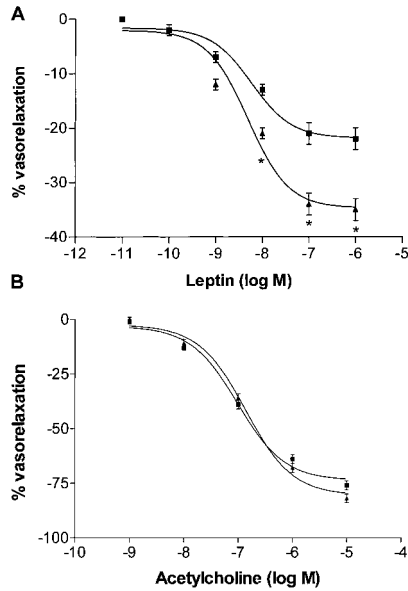 A
0
-10
-20
-30
-40
% vasorelaxation
*
*
*
-12 -11 -10 -9 -8 -7 -6 -5
Leptin (log M)
B
0
-25
-50
-75
-100
% vasorelaxation
-10 -9 -8 -7 -6 -5 -4
Acetylcholine (log M)